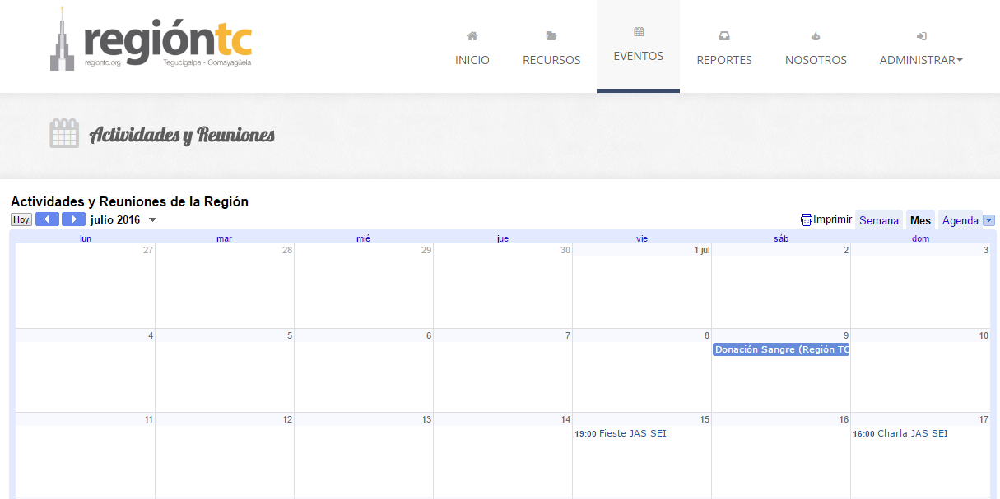 regióntc
regiontc.org Tegucigalpa - Comayagüela
INICIO RECURSOS EVENTOS REPORTES NOSOTROS ADMINISTRAR
Actividades y Reuniones
Actividades y Reuniones de la Región
Hoy julio 2016 Imprimir Semana Mes Agenda
lun mar mié jue vie sáb dom
27 28 29 30 1 jul 2 3
4 5 6 7 8 9 10
Donación Sangre (Región TC
11 12 13 14 15 16 17
19:00 Fieste JAS SEI 16:00 Charla JAS SEI